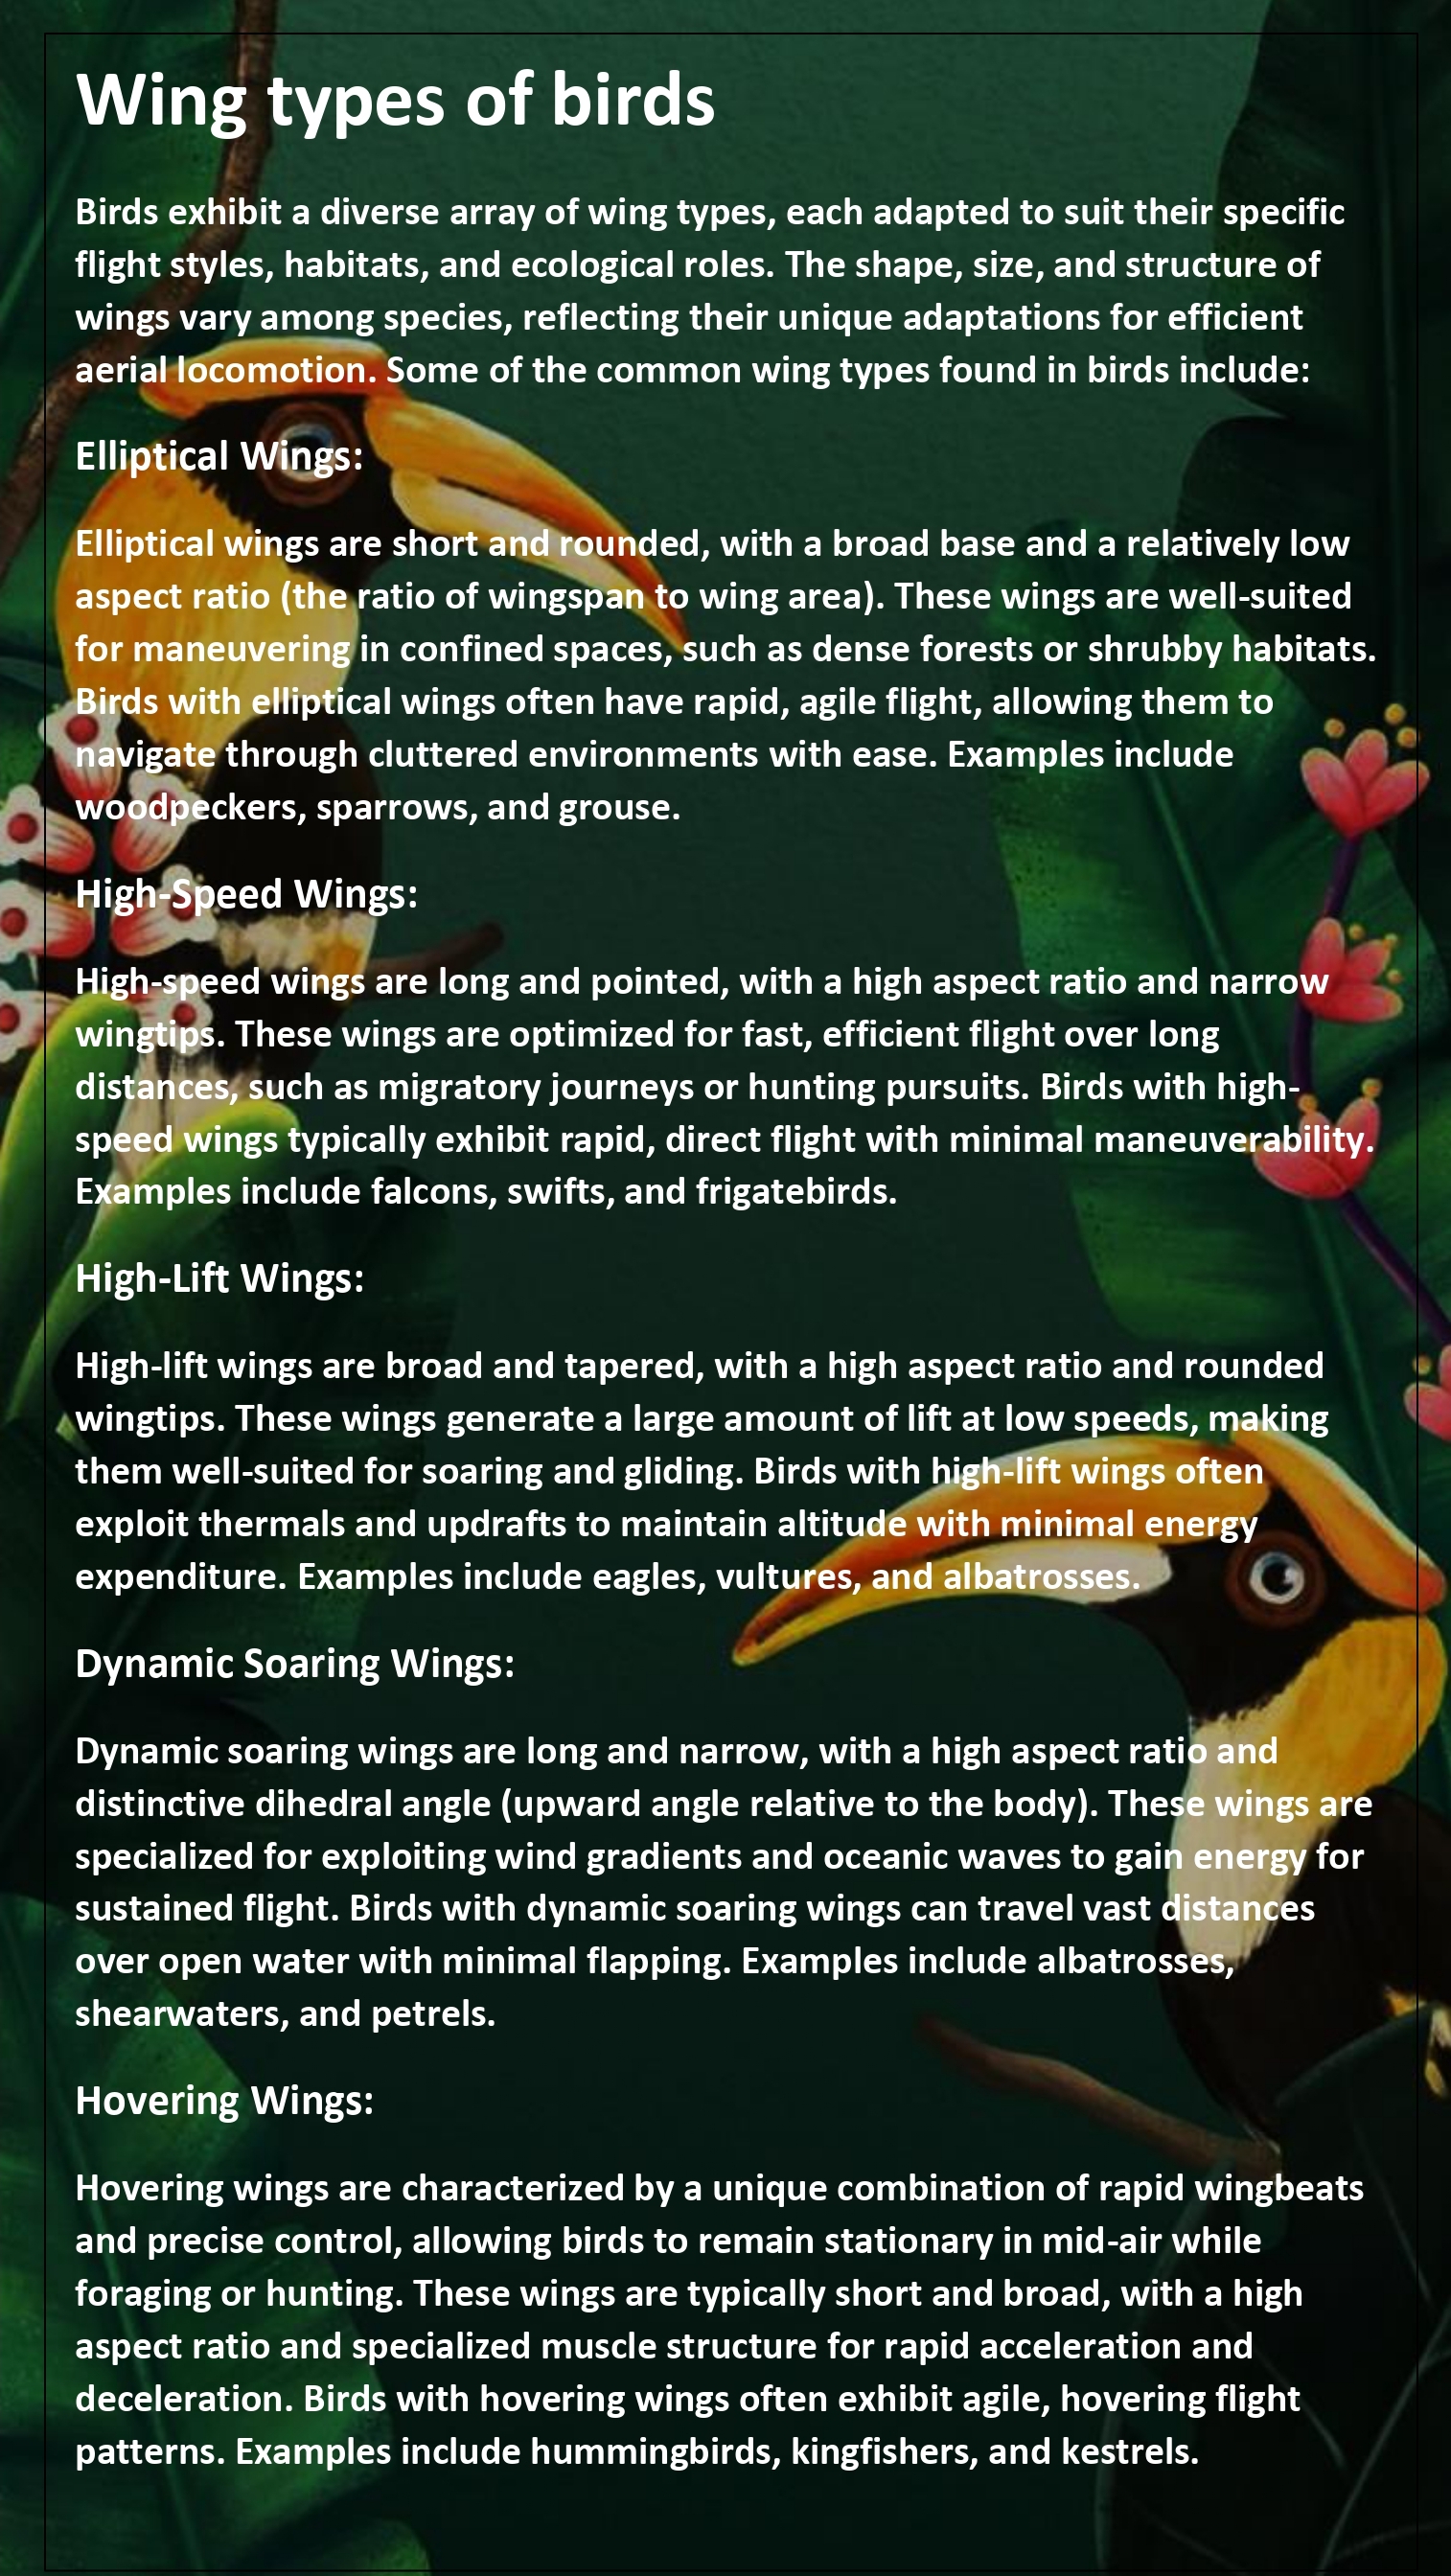 Wing types of birds
Birds exhibit a diverse array of wing types, each adapted to suit their specific
flight styles, habitats, and ecological roles. The shape, size, and structure of
wings vary among species, reflecting their unique adaptations for efficient
aerial locomotion. Some of the common wing types found in birds include:
Elliptical Wings:
Elliptical wings are short and rounded, with a broad base and a relatively low
aspect ratio (the ratio of wingspan to wing area). These wings are well-suited
for maneuvering in confined spaces, such as dense forests or shrubby habitats.
Birds with elliptical wings often have rapid, agile flight, allowing them to
navigate through cluttered environments with ease. Examples include
woodpeckers, sparrows, and grouse.
High-Speed Wings:
High-speed wings are long and pointed, with a high aspect ratio and narrow
wingtips. These wings are optimized for fast, efficient flight over long
distances, such as migratory journeys or hunting pursuits. Birds with high-
speed wings typically exhibit rapid, direct flight with minimal maneuverability.
Examples include falcons, swifts, and frigatebirds.
High-Lift Wings:
High-lift wings are broad and tapered, with a high aspect ratio and rounded
wingtips. These wings generate a large amount of lift at low speeds, making
them well-suited for soaring and gliding. Birds with high-lift wings often
exploit thermals and updrafts to maintain altitude with minimal energy
expenditure. Examples include eagles, vultures, and albatrosses.
Dynamic Soaring Wings:
Dynamic soaring wings are long and narrow, with a high aspect ratio and
distinctive dihedral angle (upward angle relative to the body). These wings are
specialized for exploiting wind gradients and oceanic waves to gain energy for
sustained flight. Birds with dynamic soaring wings can travel vast distances
over open water with minimal flapping. Examples include albatrosses,
shearwaters, and petrels.
Hovering Wings:
Hovering wings are characterized by a unique combination of rapid wingbeats
and precise control, allowing birds to remain stationary in mid-air while
foraging or hunting. These wings are typically short and broad, with a high
aspect ratio and specialized muscle structure for rapid acceleration and
deceleration. Birds with hovering wings often exhibit agile, hovering flight
patterns. Examples include hummingbirds, kingfishers, and kestrels.